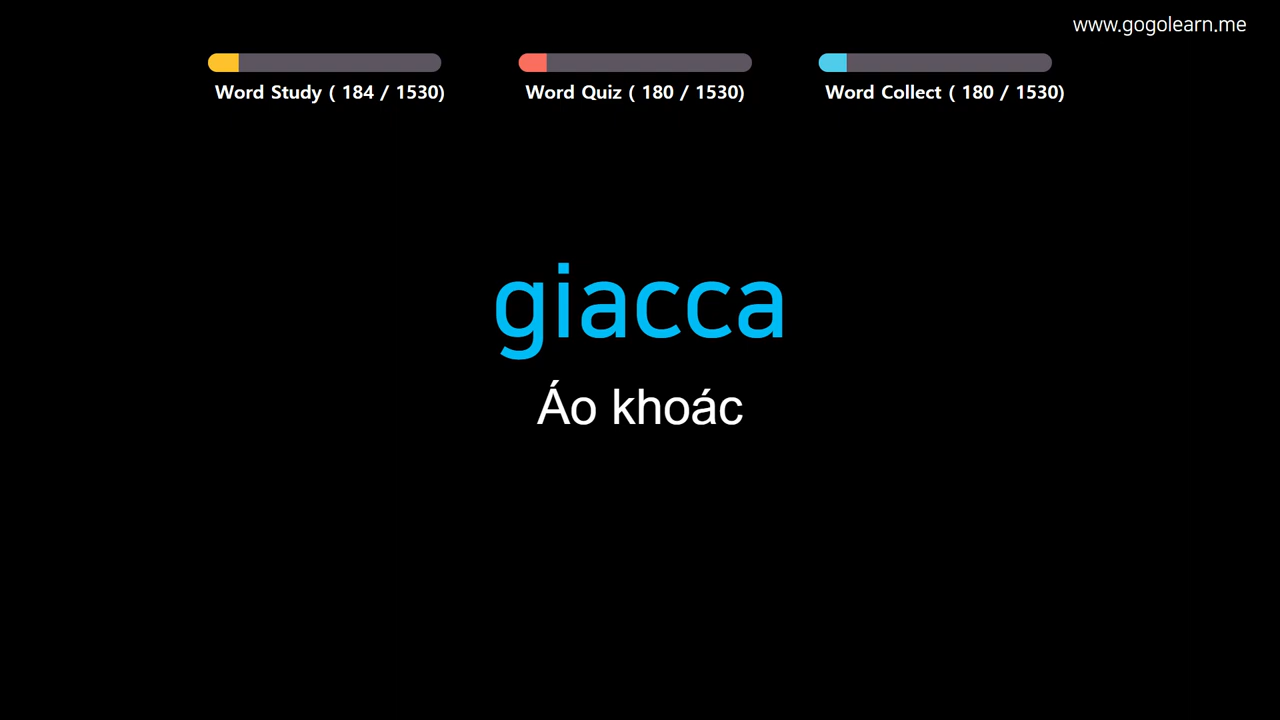 www.gogolearn.me
Word Study ( 184 / 1530)
Word Quiz ( 180 / 1530)
Word Collect ( 180 / 1530)
giacca
Áo khoác